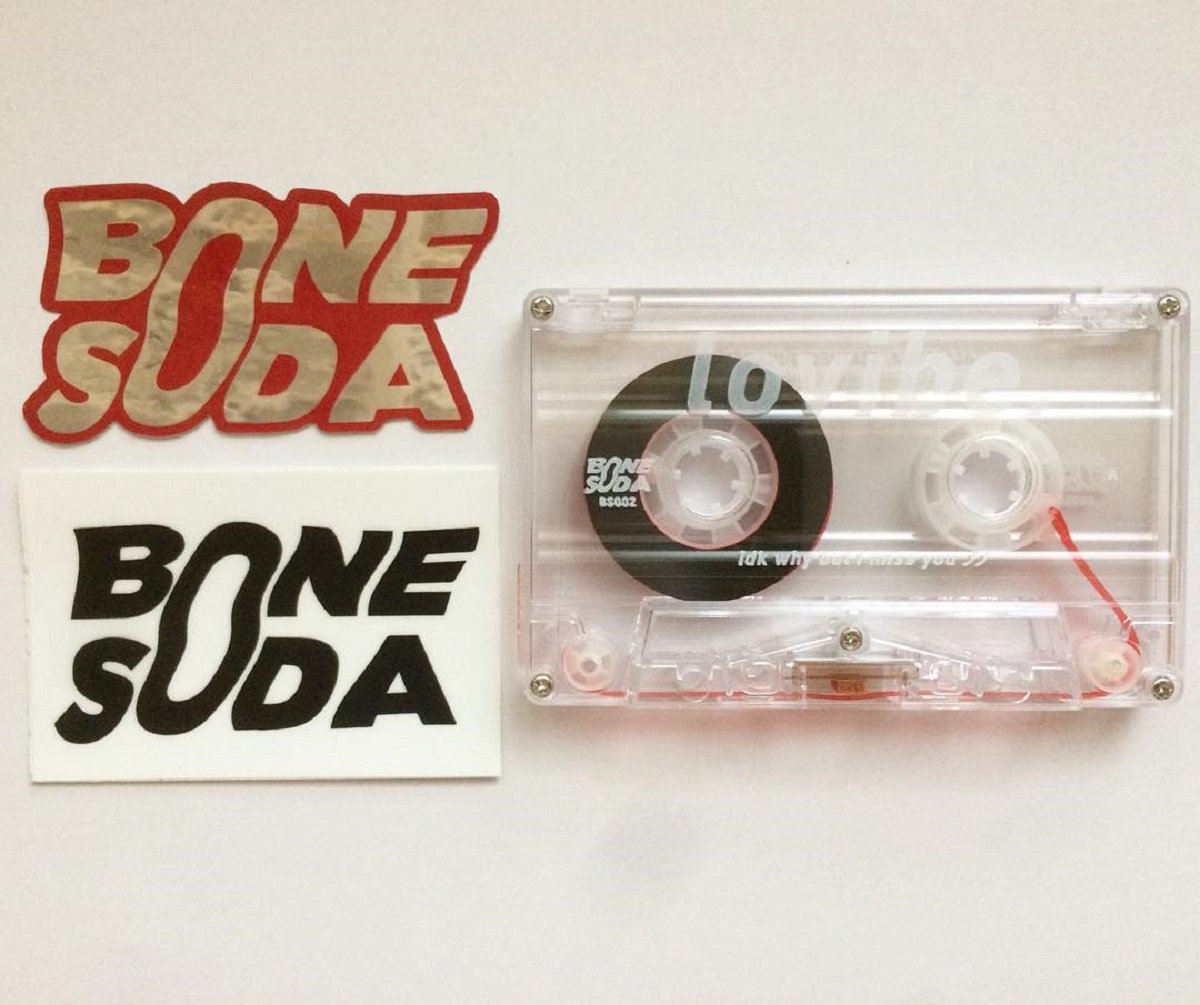 BONE
SODA
BONE
SODA
lovibe
BONE
SODA
BS002
A
idk why but i miss you >>